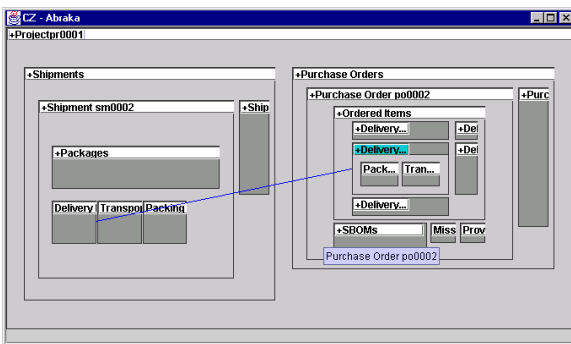 CZ - Abraka
+Projectpr0001
+Shipments
+Shipment sm0002
+Ship
+Packages
Delivery
Transpor
Packing
+Purchase Orders
+Purchase Order po0002
+Purc
+Ordered Items
+Delivery...
+Del
+Delivery...
+Del
Pack...
Tran...
+Delivery...
+SBOMs
Miss
Prov
Purchase Order po0002